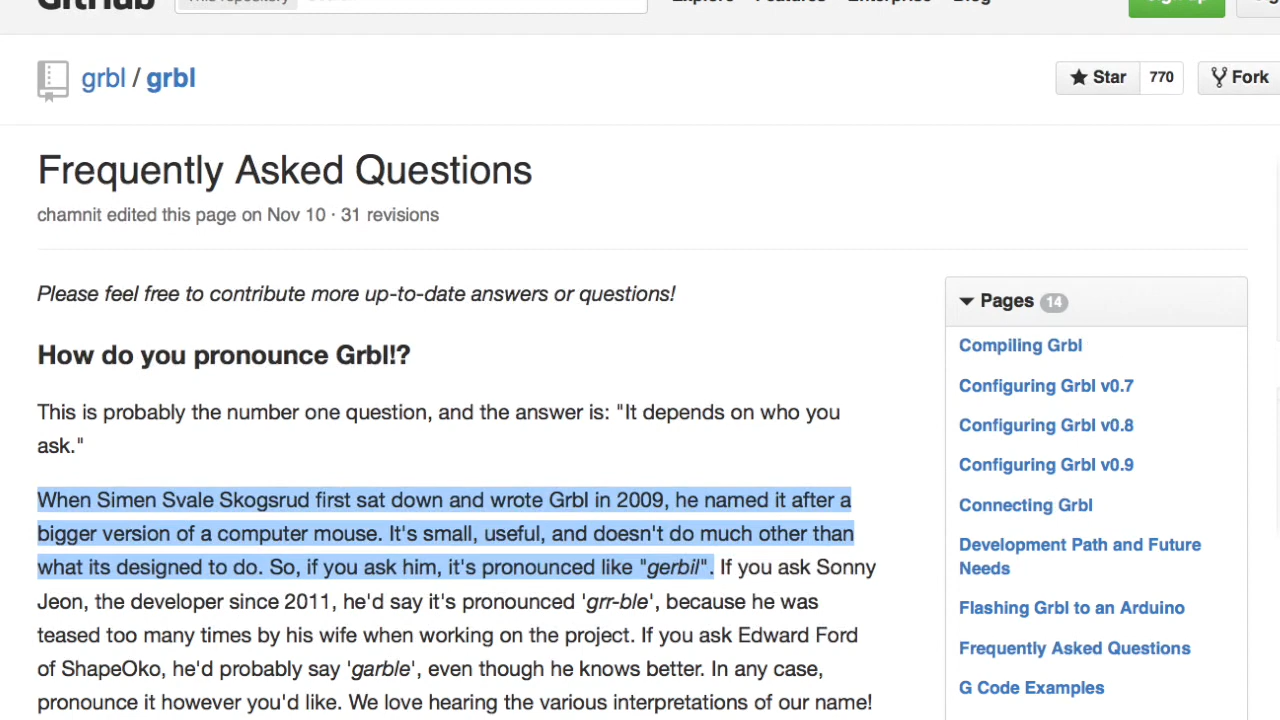 GitHub This repository Explore Features Enterprise Blog
grbl / grbl
Star 770 Fork
Frequently Asked Questions
chamnit edited this page on Nov 10 · 31 revisions
Please feel free to contribute more up-to-date answers or questions!
How do you pronounce Grbl!?
This is probably the number one question, and the answer is: "It depends on who you
ask."
When Simen Svale Skogsrud first sat down and wrote Grbl in 2009, he named it after a
bigger version of a computer mouse. It's small, useful, and doesn't do much other than
what its designed to do. So, if you ask him, it's pronounced like "gerbil". If you ask Sonny
Jeon, the developer since 2011, he'd say it's pronounced 'grr-ble', because he was
teased too many times by his wife when working on the project. If you ask Edward Ford
of ShapeOko, he'd probably say 'garble', even though he knows better. In any case,
pronounce it however you'd like. We love hearing the various interpretations of our name!
Pages 14
Compiling Grbl
Configuring Grbl v0.7
Configuring Grbl v0.8
Configuring Grbl v0.9
Connecting Grbl
Development Path and Future
Needs
Flashing Grbl to an Arduino
Frequently Asked Questions
G Code Examples